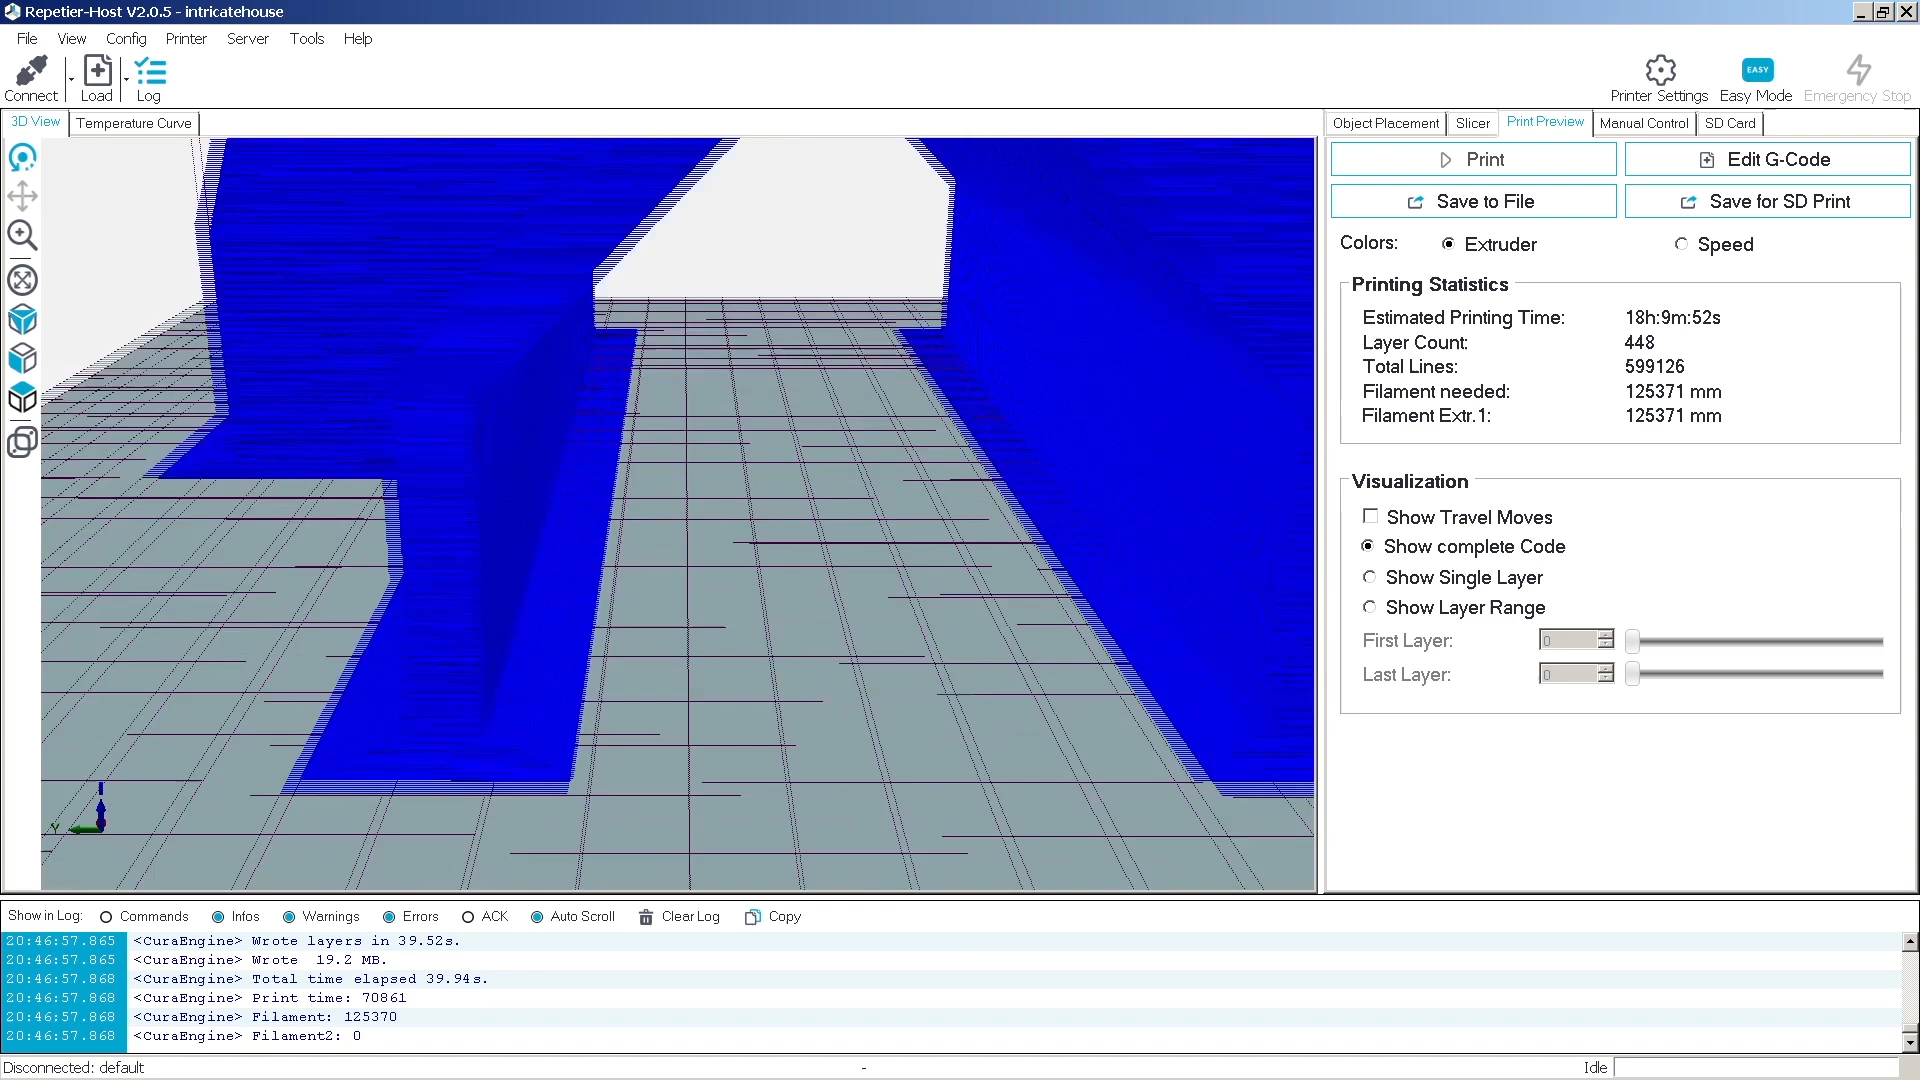 Repetier-Host V2.0.5 - intricatehouse
File View Config Printer Server Tools Help
Connect Load Log
Printer Settings Easy Mode Emergency Stop
EASY
3D View Temperature Curve
Object Placement Slicer Print Preview Manual Control SD Card
Print Edit G-Code
Save to File Save for SD Print
Colors: Extruder Speed
Printing Statistics
Estimated Printing Time: 18h:9m:52s
Layer Count: 448
Total Lines: 599126
Filament needed: 125371 mm
Filament Extr.1: 125371 mm
Visualization
Show Travel Moves
Show complete Code
Show Single Layer
Show Layer Range
First Layer: 0
Last Layer: 0
Y
Show in Log: Commands Infos Warnings Errors ACK Auto Scroll Clear Log Copy
20:46:57.865 <CuraEngine> Wrote layers in 39.52s.
20:46:57.865 <CuraEngine> Wrote 19.2 MB.
20:46:57.868 <CuraEngine> Total time elapsed 39.94s.
20:46:57.868 <CuraEngine> Print time: 70861
20:46:57.868 <CuraEngine> Filament: 125370
20:46:57.868 <CuraEngine> Filament2: 0
Disconnected: default - Idle